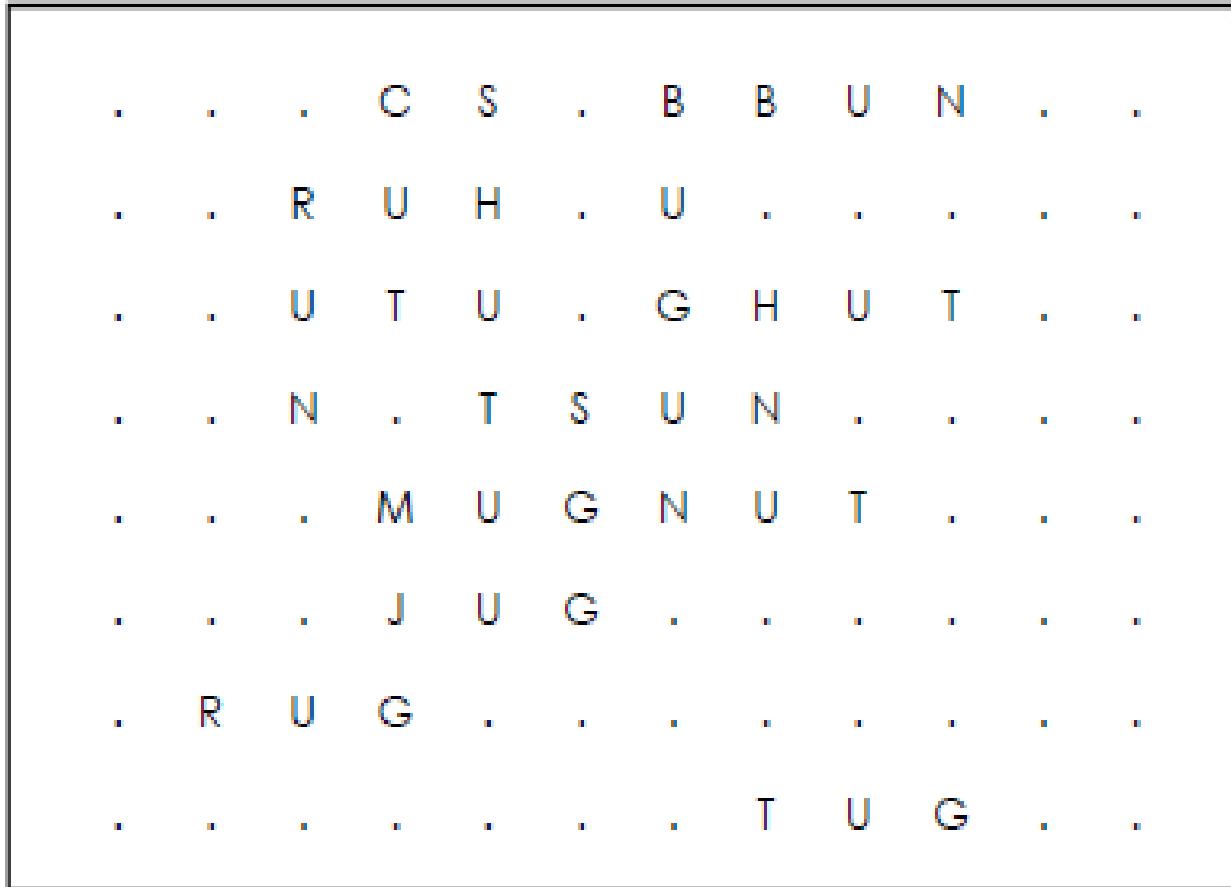 . . . C S . B B U N . .
. . R U H . U . . . . .
. . U T U . G H U T . .
. . N . T S U N . . . .
. . . M U G N U T . . .
. . . J U G . . . . . .
. R U G . . . . . . . .
. . . . . . . T U G . .